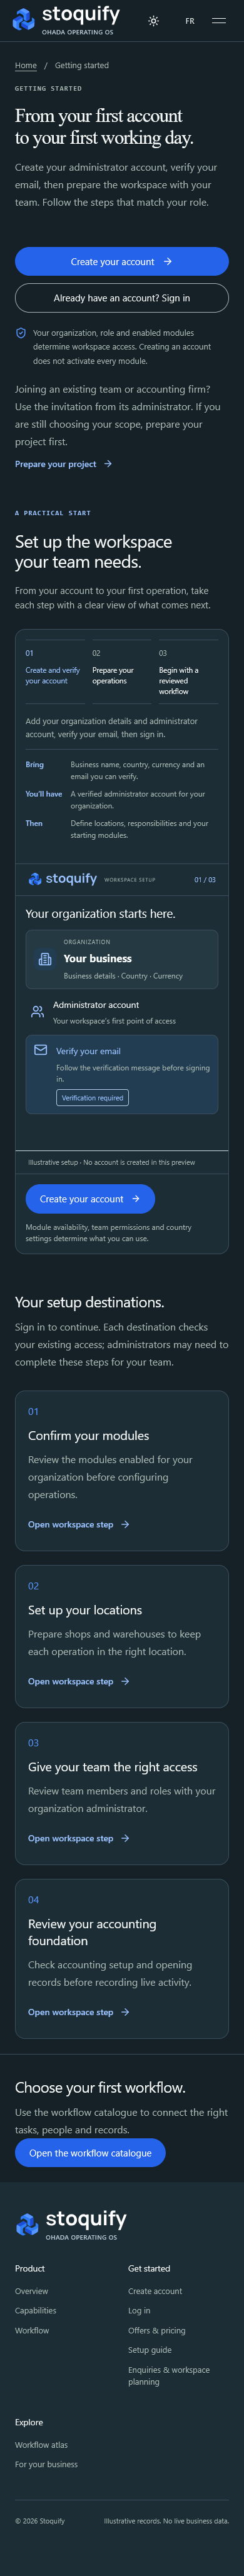 stoquify
OHADA OPERATING OS
FR
Home / Getting started
GETTING STARTED
From your first account
to your first working day.
Create your administrator account, verify your
email, then prepare the workspace with your
team. Follow the steps that match your role.
Create your account
Already have an account? Sign in
Your organization, role and enabled modules
determine workspace access. Creating an account
does not activate every module.
Joining an existing team or accounting firm?
Use the invitation from its administrator. If you
are still choosing your scope, prepare your
project first.
Prepare your project
A PRACTICAL START
Set up the workspace
your team needs.
From your account to your first operation, take
each step with a clear view of what comes next.
01
Create and verify
your account
02
Prepare your
operations
03
Begin with a
reviewed
workflow
Add your organization details and administrator
account, verify your email, then sign in.
Bring
Business name, country, currency and an
email you can verify.
You'll have
A verified administrator account for your
organization.
Then
Define locations, responsibilities and your
starting modules.
stoquify WORKSPACE SETUP 01 / 03
Your organization starts here.
ORGANIZATION
Your business
Business details · Country · Currency
Administrator account
Your workspace's first point of access
Verify your email
Follow the verification message before signing
in.
Verification required
Illustrative setup · No account is created in this preview
Create your account
Module availability, team permissions and country
settings determine what you can use.
Your setup destinations.
Sign in to continue. Each destination checks
your existing access; administrators may need to
complete these steps for your team.
01
Confirm your modules
Review the modules enabled for your
organization before configuring
operations.
Open workspace step
02
Set up your locations
Prepare shops and warehouses to keep
each operation in the right location.
Open workspace step
03
Give your team the right access
Review team members and roles with your
organization administrator.
Open workspace step
04
Review your accounting
foundation
Check accounting setup and opening
records before recording live activity.
Open workspace step
Choose your first workflow.
Use the workflow catalogue to connect the right
tasks, people and records.
Open the workflow catalogue
stoquify
OHADA OPERATING OS
Product
Overview
Capabilities
Workflow
Get started
Create account
Log in
Offers & pricing
Setup guide
Enquiries & workspace
planning
Explore
Workflow atlas
For your business
© 2026 Stoquify
Illustrative records. No live business data.